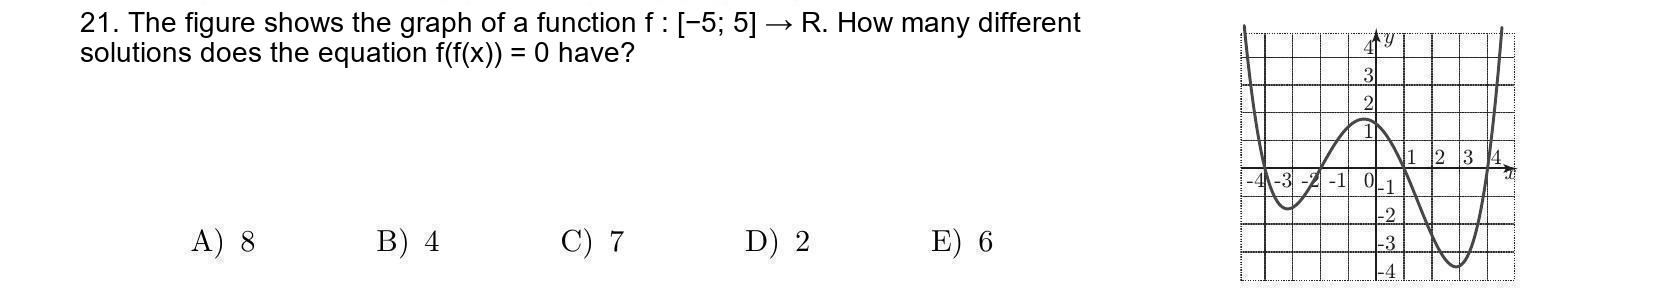 21. The figure shows the graph of a function f : [−5; 5] → R. How many different
solutions does the equation f(f(x)) = 0 have?
A) 8 B) 4 C) 7 D) 2 E) 6
y
4
3
2
1
1 2 3 4
x
-4 -3 -2 -1 0
-1
-2
-3
-4